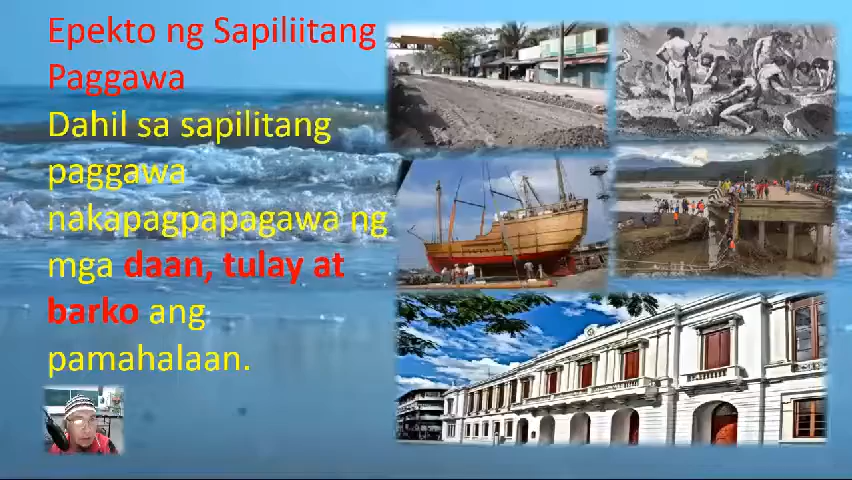 Epekto ng Sapiliitang
Paggawa
Dahil sa sapilitang
paggawa
nakapagpapagawa ng
mga daan, tulay at
barko ang
pamahalaan.